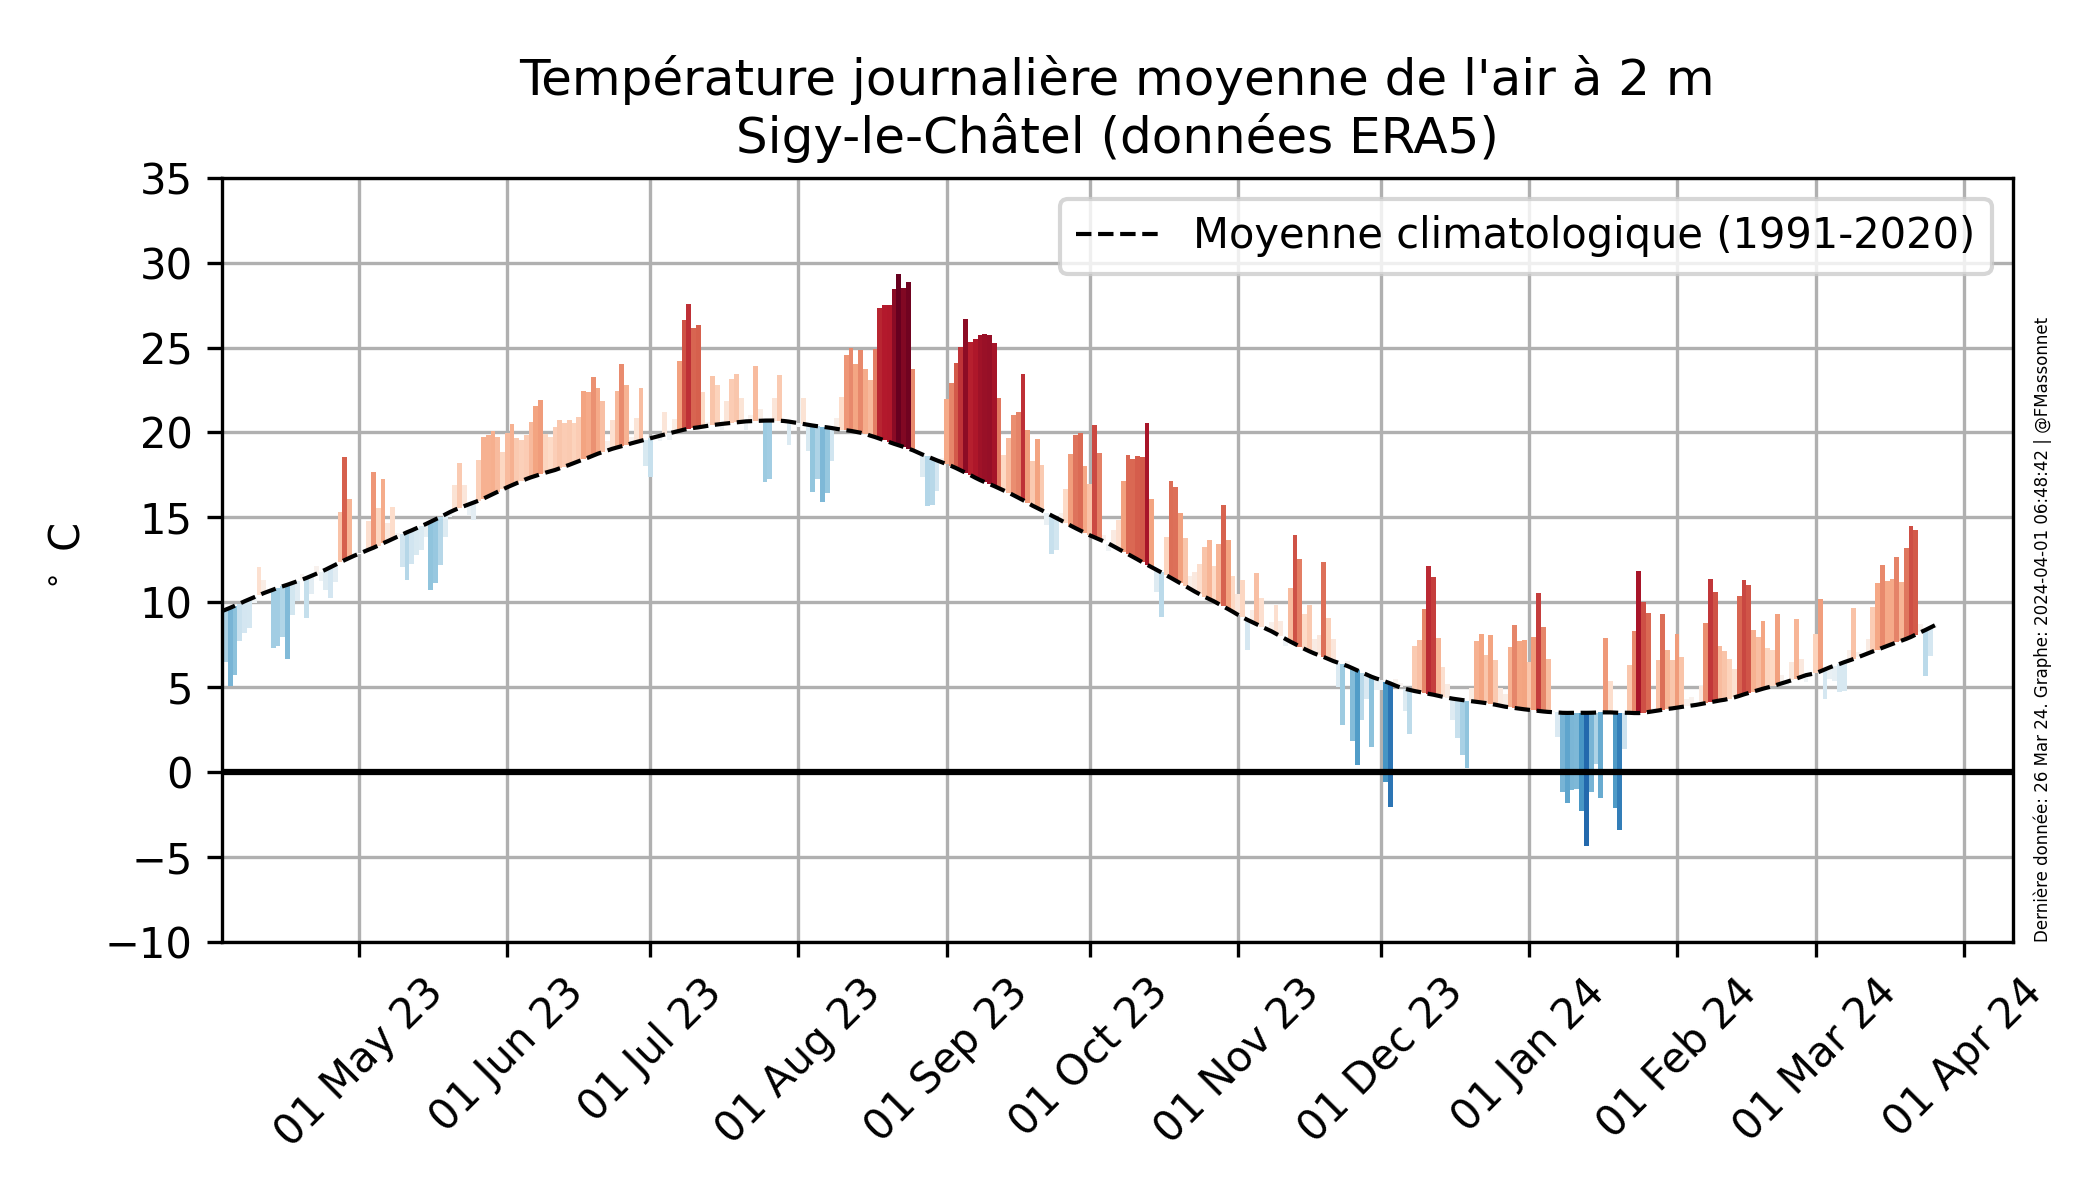 Température journalière moyenne de l'air à 2 m
Sigy-le-Châtel (données ERA5)
Moyenne climatologique (1991-2020)
° C
35
30
25
20
15
10
5
0
−5
−10
01 May 23
01 Jun 23
01 Jul 23
01 Aug 23
01 Sep 23
01 Oct 23
01 Nov 23
01 Dec 23
01 Jan 24
01 Feb 24
01 Mar 24
01 Apr 24
Dernière donnée: 26 Mar 24. Graphe: 2024-04-01 06:48:42 | @FMassonnet